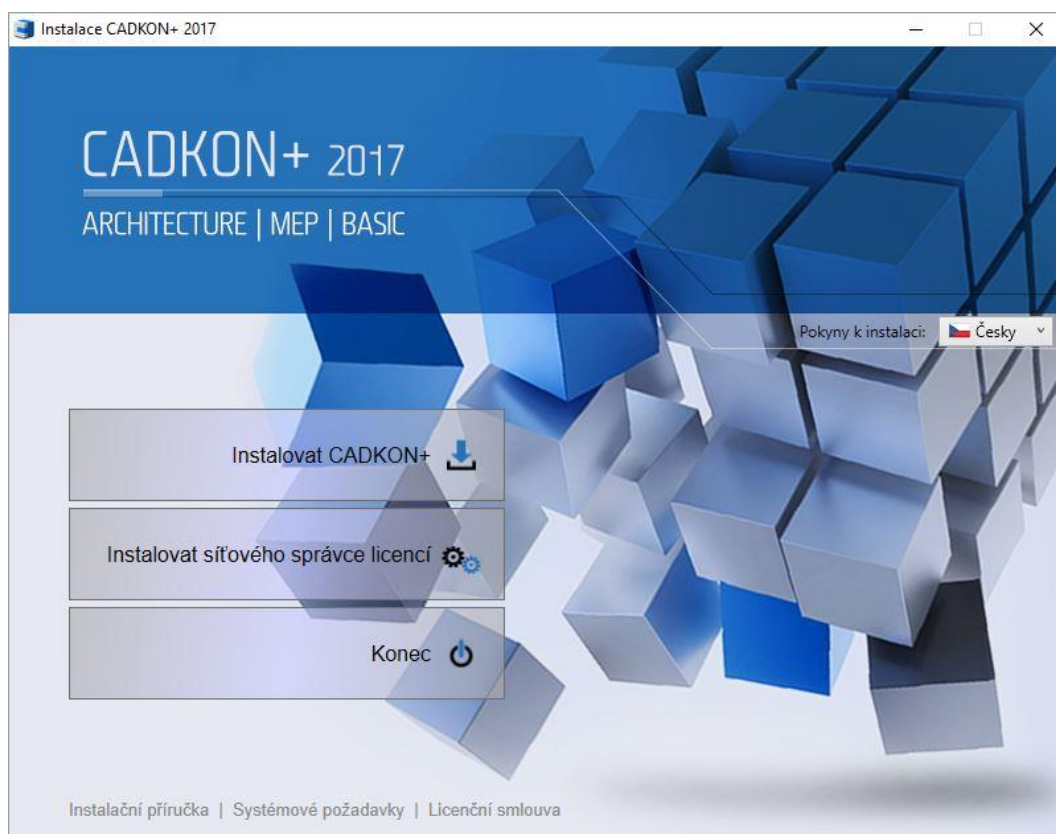 Instalace CADKON+ 2017
CADKON+ 2017
ARCHITECTURE | MEP | BASIC
Pokyny k instalaci: Česky
Instalovat CADKON+
Instalovat síťového správce licencí
Konec
Instalační příručka | Systémové požadavky | Licenční smlouva